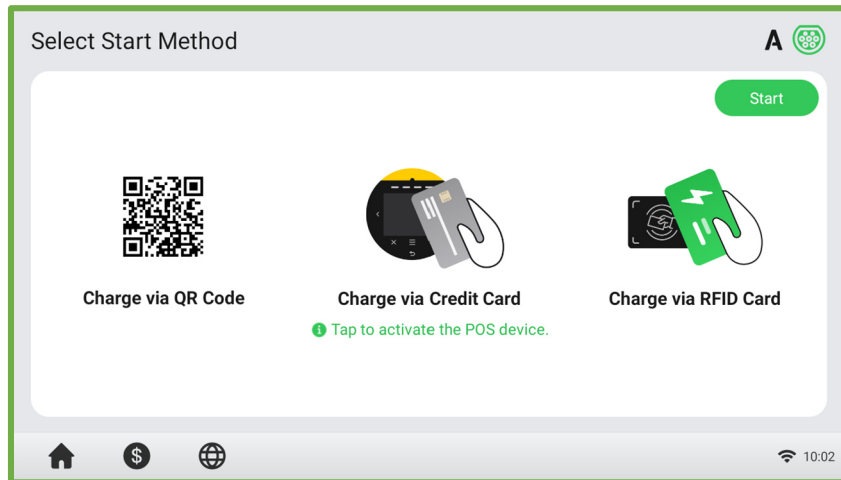 Select Start Method
A
Start
Charge via QR Code
Charge via Credit Card
Charge via RFID Card
Tap to activate the POS device.
10:02